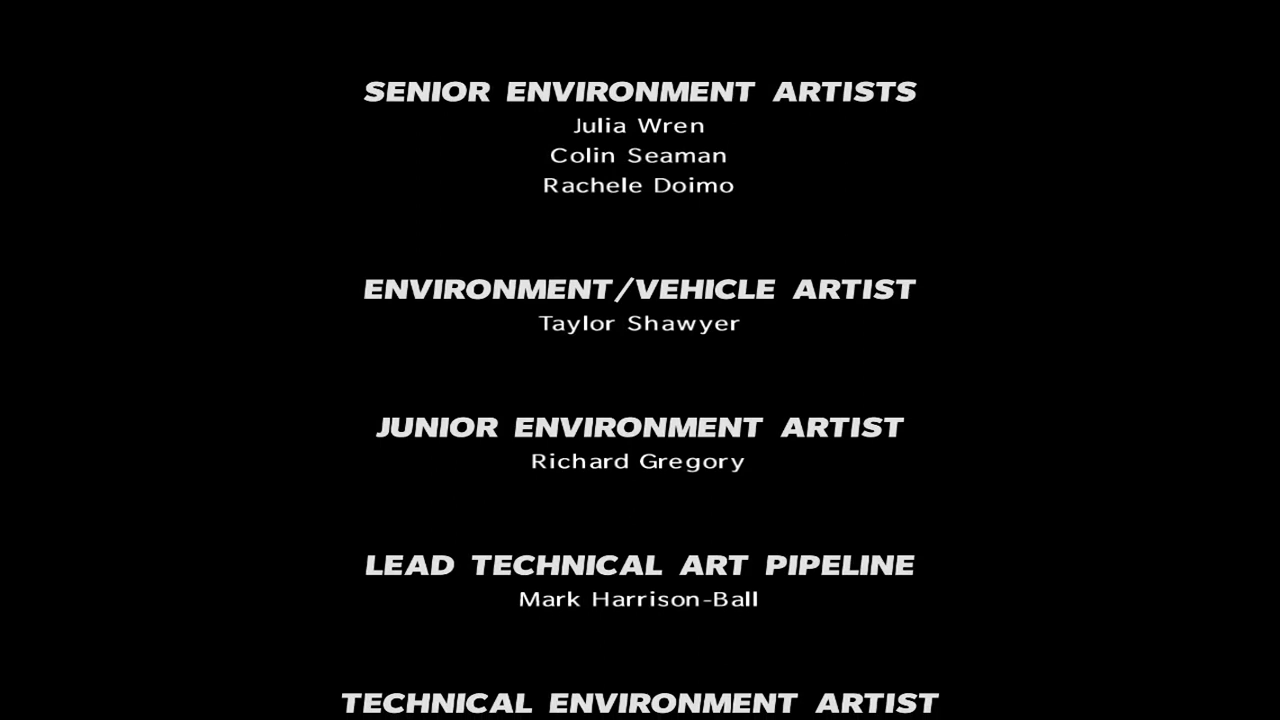 SENIOR ENVIRONMENT ARTISTS
Julia Wren
Colin Seaman
Rachele Doimo
ENVIRONMENT/VEHICLE ARTIST
Taylor Shawyer
JUNIOR ENVIRONMENT ARTIST
Richard Gregory
LEAD TECHNICAL ART PIPELINE
Mark Harrison-Ball
TECHNICAL ENVIRONMENT ARTIST